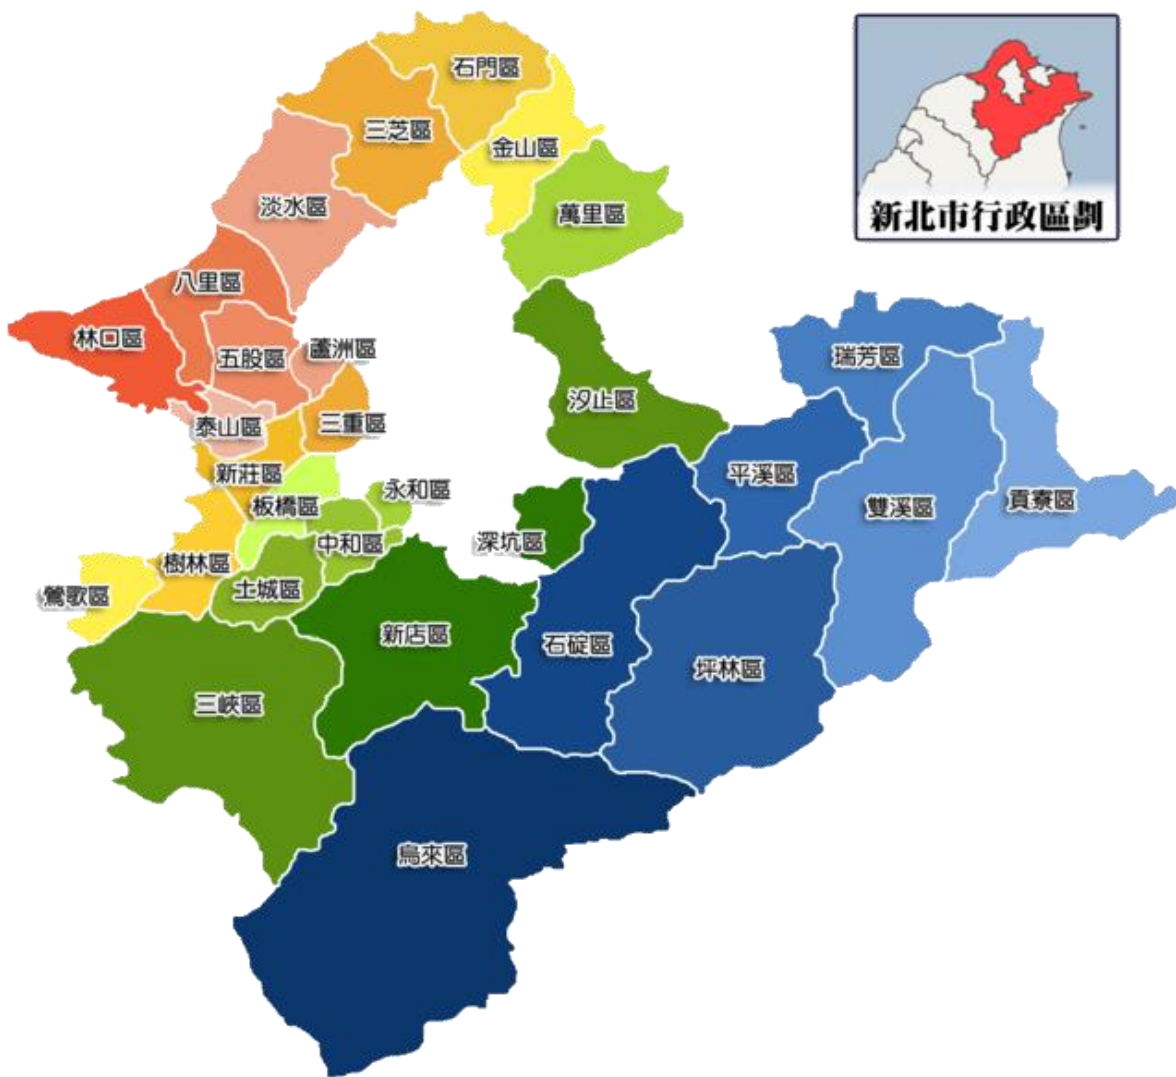 石門區
三芝區
金山區
淡水區
萬里區
新北市行政區劃
八里區
林口區
五股區
蘆洲區
瑞芳區
汐止區
泰山區
三重區
新莊區
平溪區
永和區
板橋區
雙溪區
貢寮區
中和區
深坑區
樹林區
土城區
鶯歌區
新店區
石碇區
坪林區
三峽區
烏來區